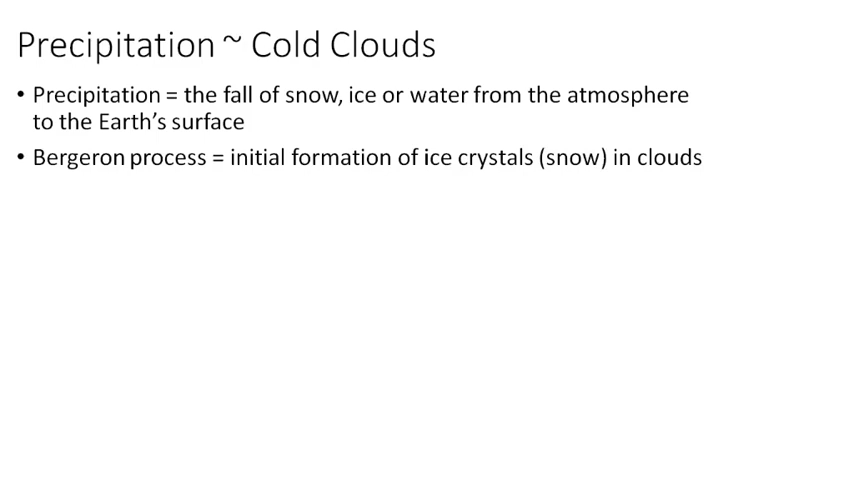 Precipitation ~ Cold Clouds
• Precipitation = the fall of snow, ice or water from the atmosphere
to the Earth's surface
• Bergeron process = initial formation of ice crystals (snow) in clouds